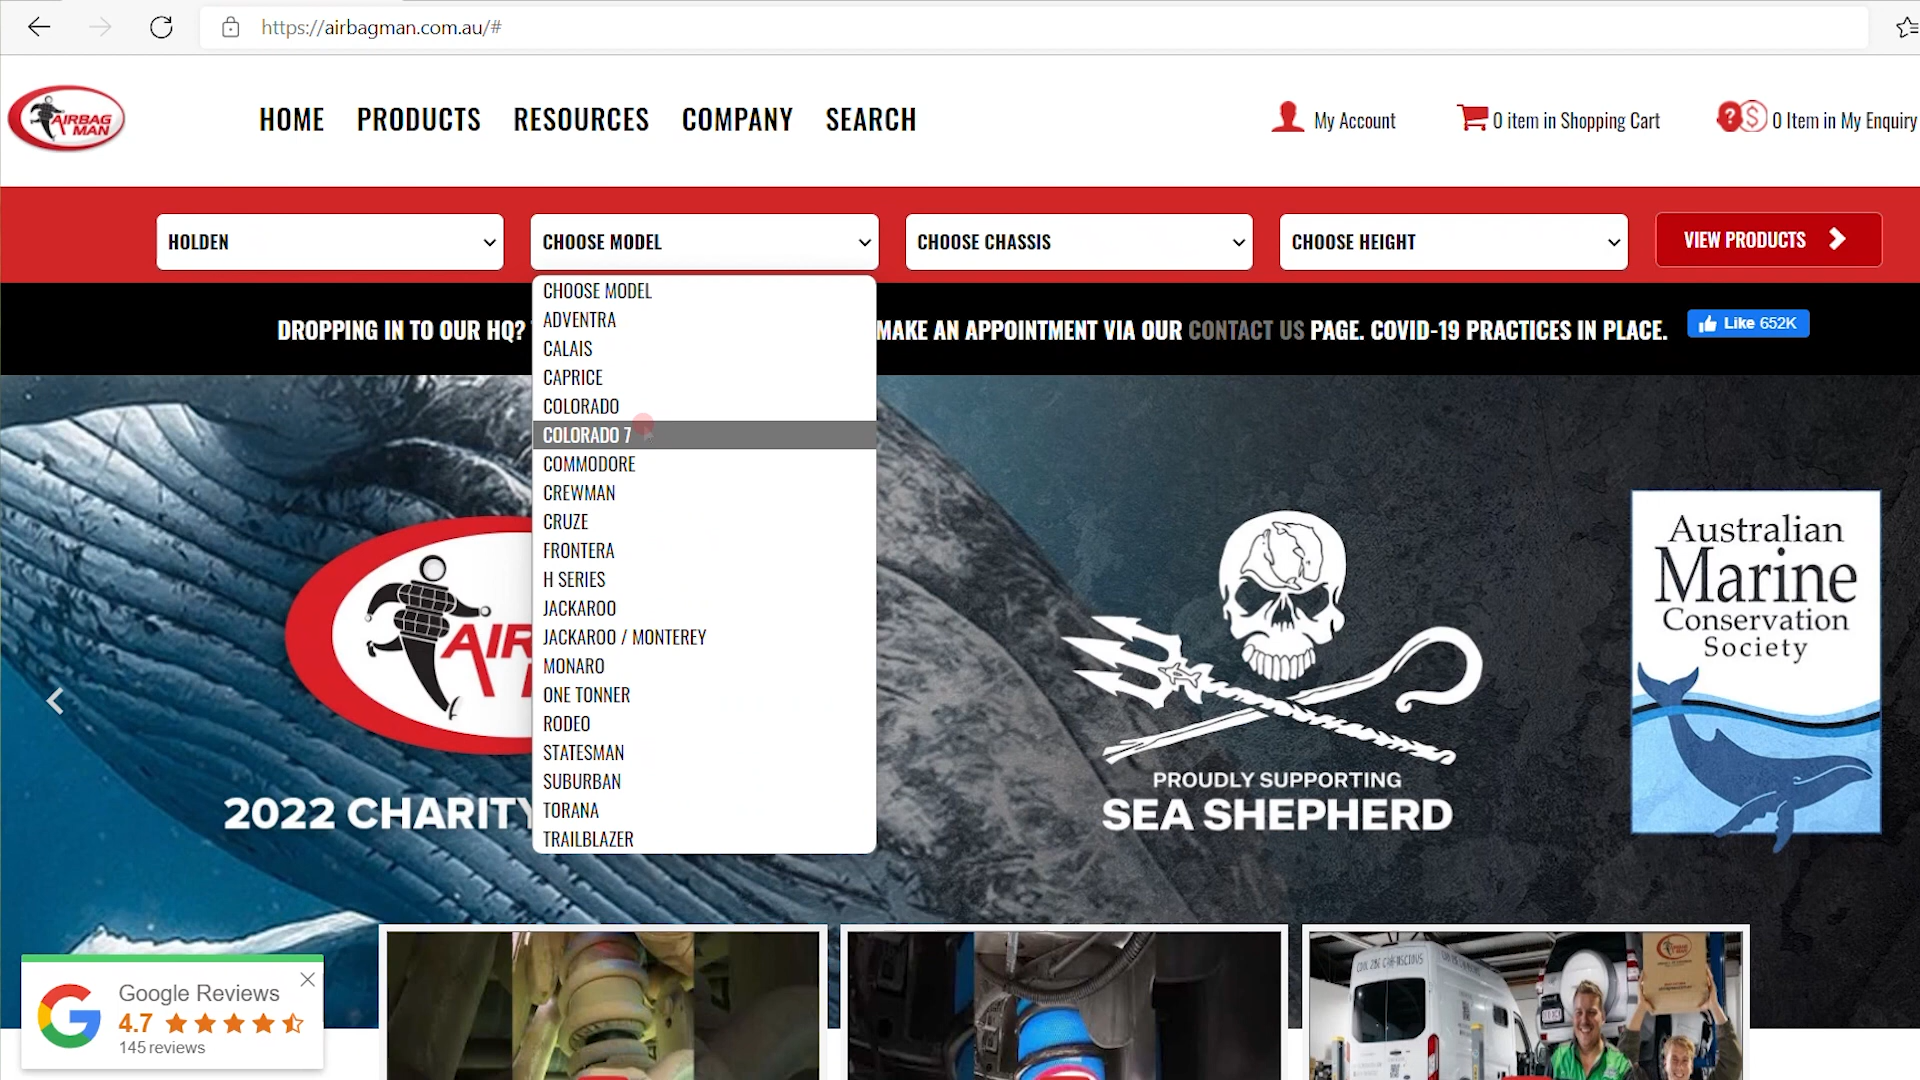 https://airbagman.com.au/#
AIRBAG
MAN
HOME
PRODUCTS
RESOURCES
COMPANY
SEARCH
My Account
0 item in Shopping Cart
? $
0 Item in My Enquiry
HOLDEN
CHOOSE MODEL
CHOOSE CHASSIS
CHOOSE HEIGHT
VIEW PRODUCTS
DROPPING IN TO OUR HQ?
MAKE AN APPOINTMENT VIA OUR CONTACT US PAGE. COVID-19 PRACTICES IN PLACE.
Like 652K
CHOOSE MODEL
ADVENTRA
CALAIS
CAPRICE
COLORADO
COLORADO 7
COMMODORE
CREWMAN
CRUZE
FRONTERA
H SERIES
JACKAROO
JACKAROO / MONTEREY
MONARO
ONE TONNER
RODEO
STATESMAN
SUBURBAN
TORANA
TRAILBLAZER
AIR
2022 CHARITY
PROUDLY SUPPORTING
SEA SHEPHERD
Australian
Marine
Conservation
Society
Google Reviews
4.7
145 reviews